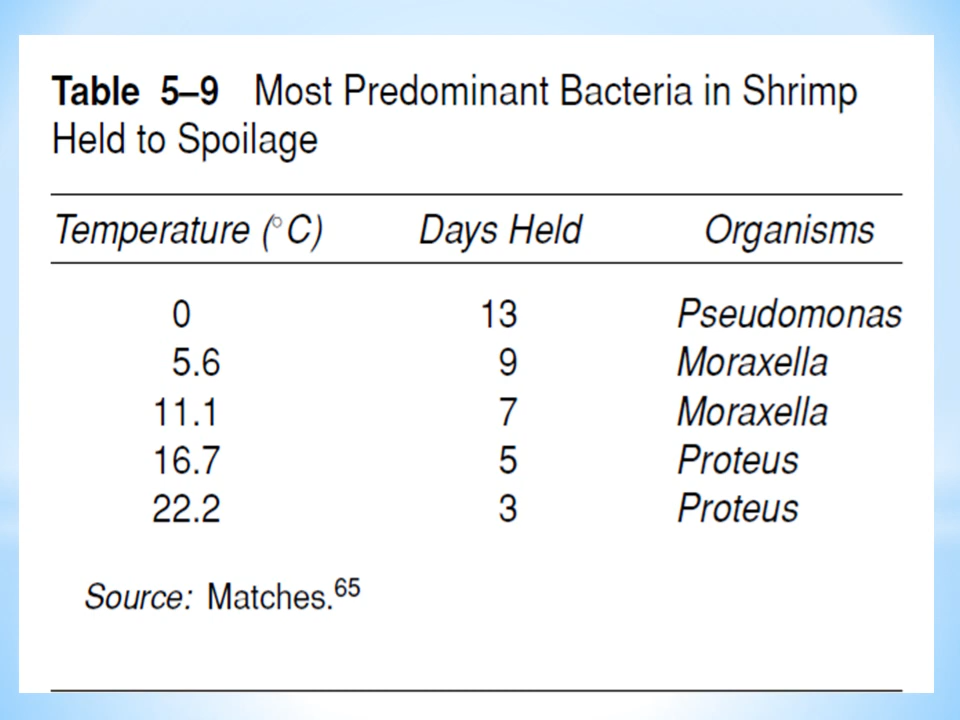 Table 5–9 Most Predominant Bacteria in Shrimp
Held to Spoilage
Temperature (°C) Days Held Organisms
0 13 Pseudomonas
5.6 9 Moraxella
11.1 7 Moraxella
16.7 5 Proteus
22.2 3 Proteus
Source: Matches.65